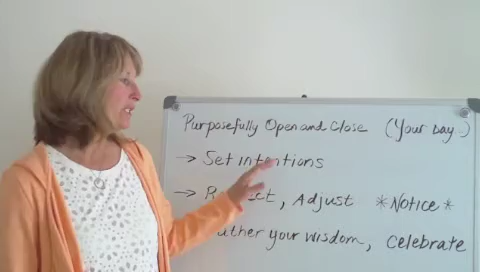 Purposefully Open and Close (Your Day)
→ Set intentions
→ , Adjust *Notice*
your wisdom, Celebrate